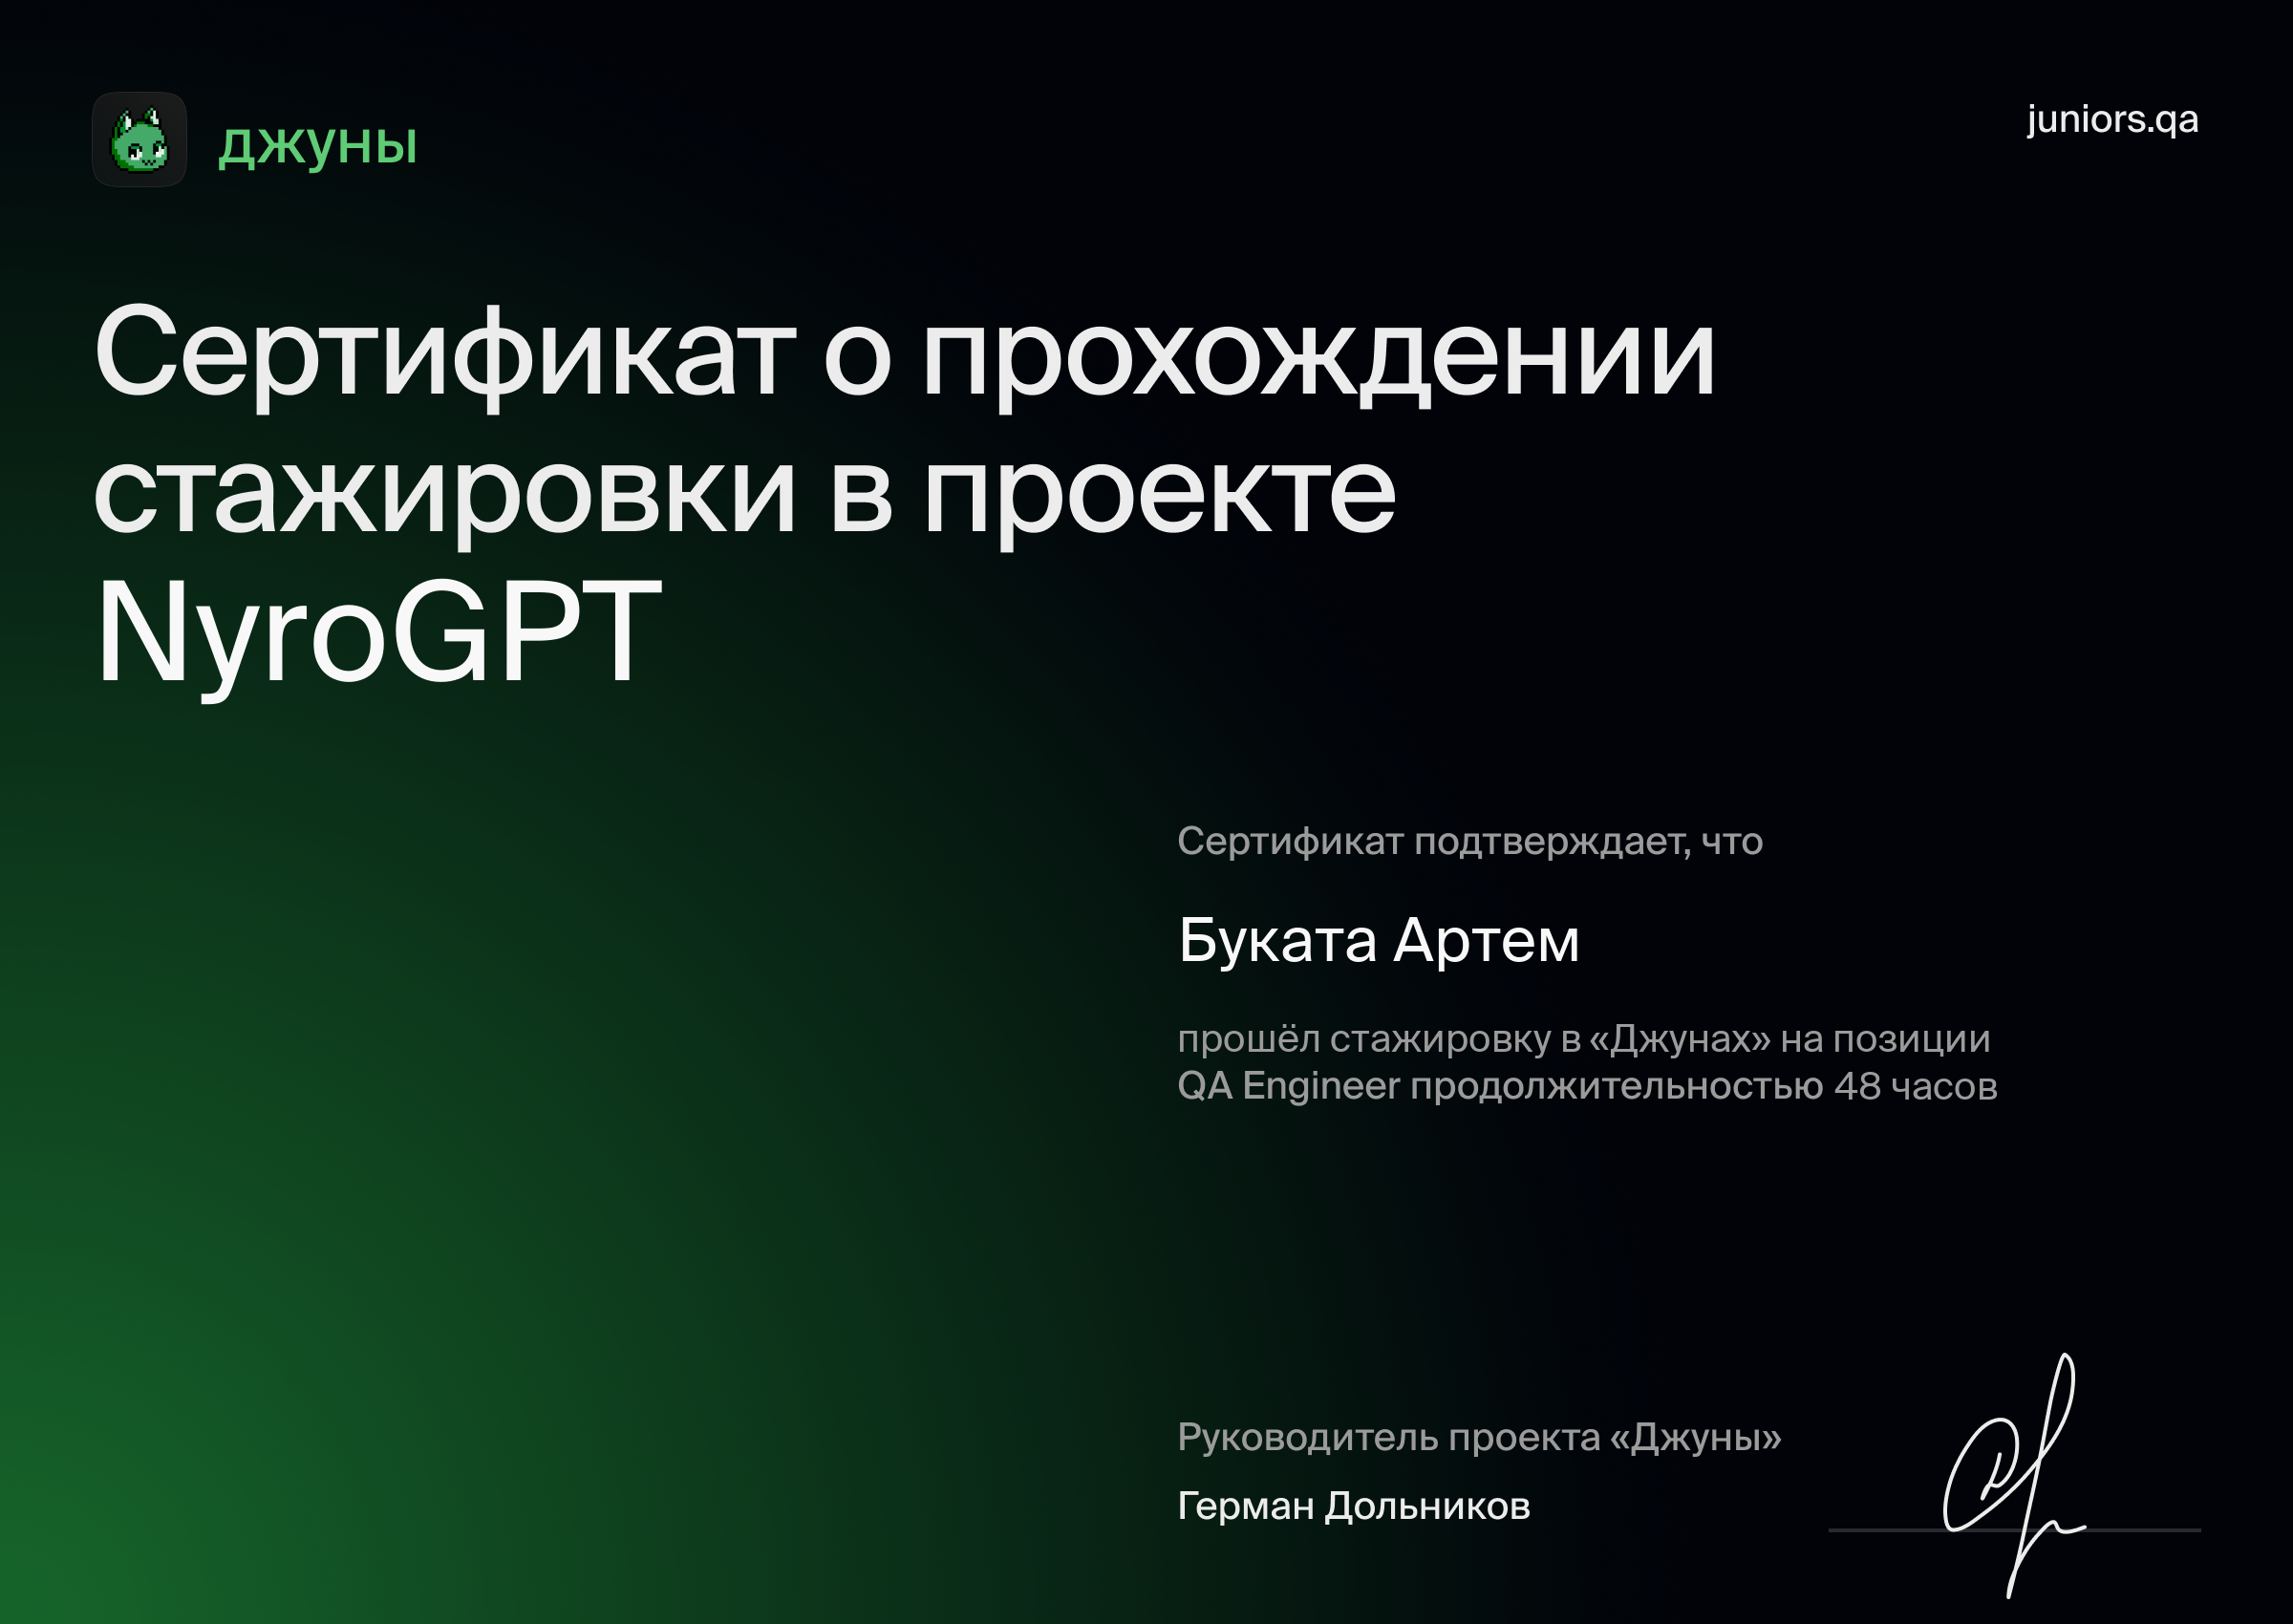 джуны
juniors.qa
Сертификат о прохождении
стажировки в проекте
NyroGPT
Сертификат подтверждает, что
Буката Артем
прошёл стажировку в «Джунах» на позиции
QA Engineer продолжительностью 48 часов
Руководитель проекта «Джуны»
Герман Дольников